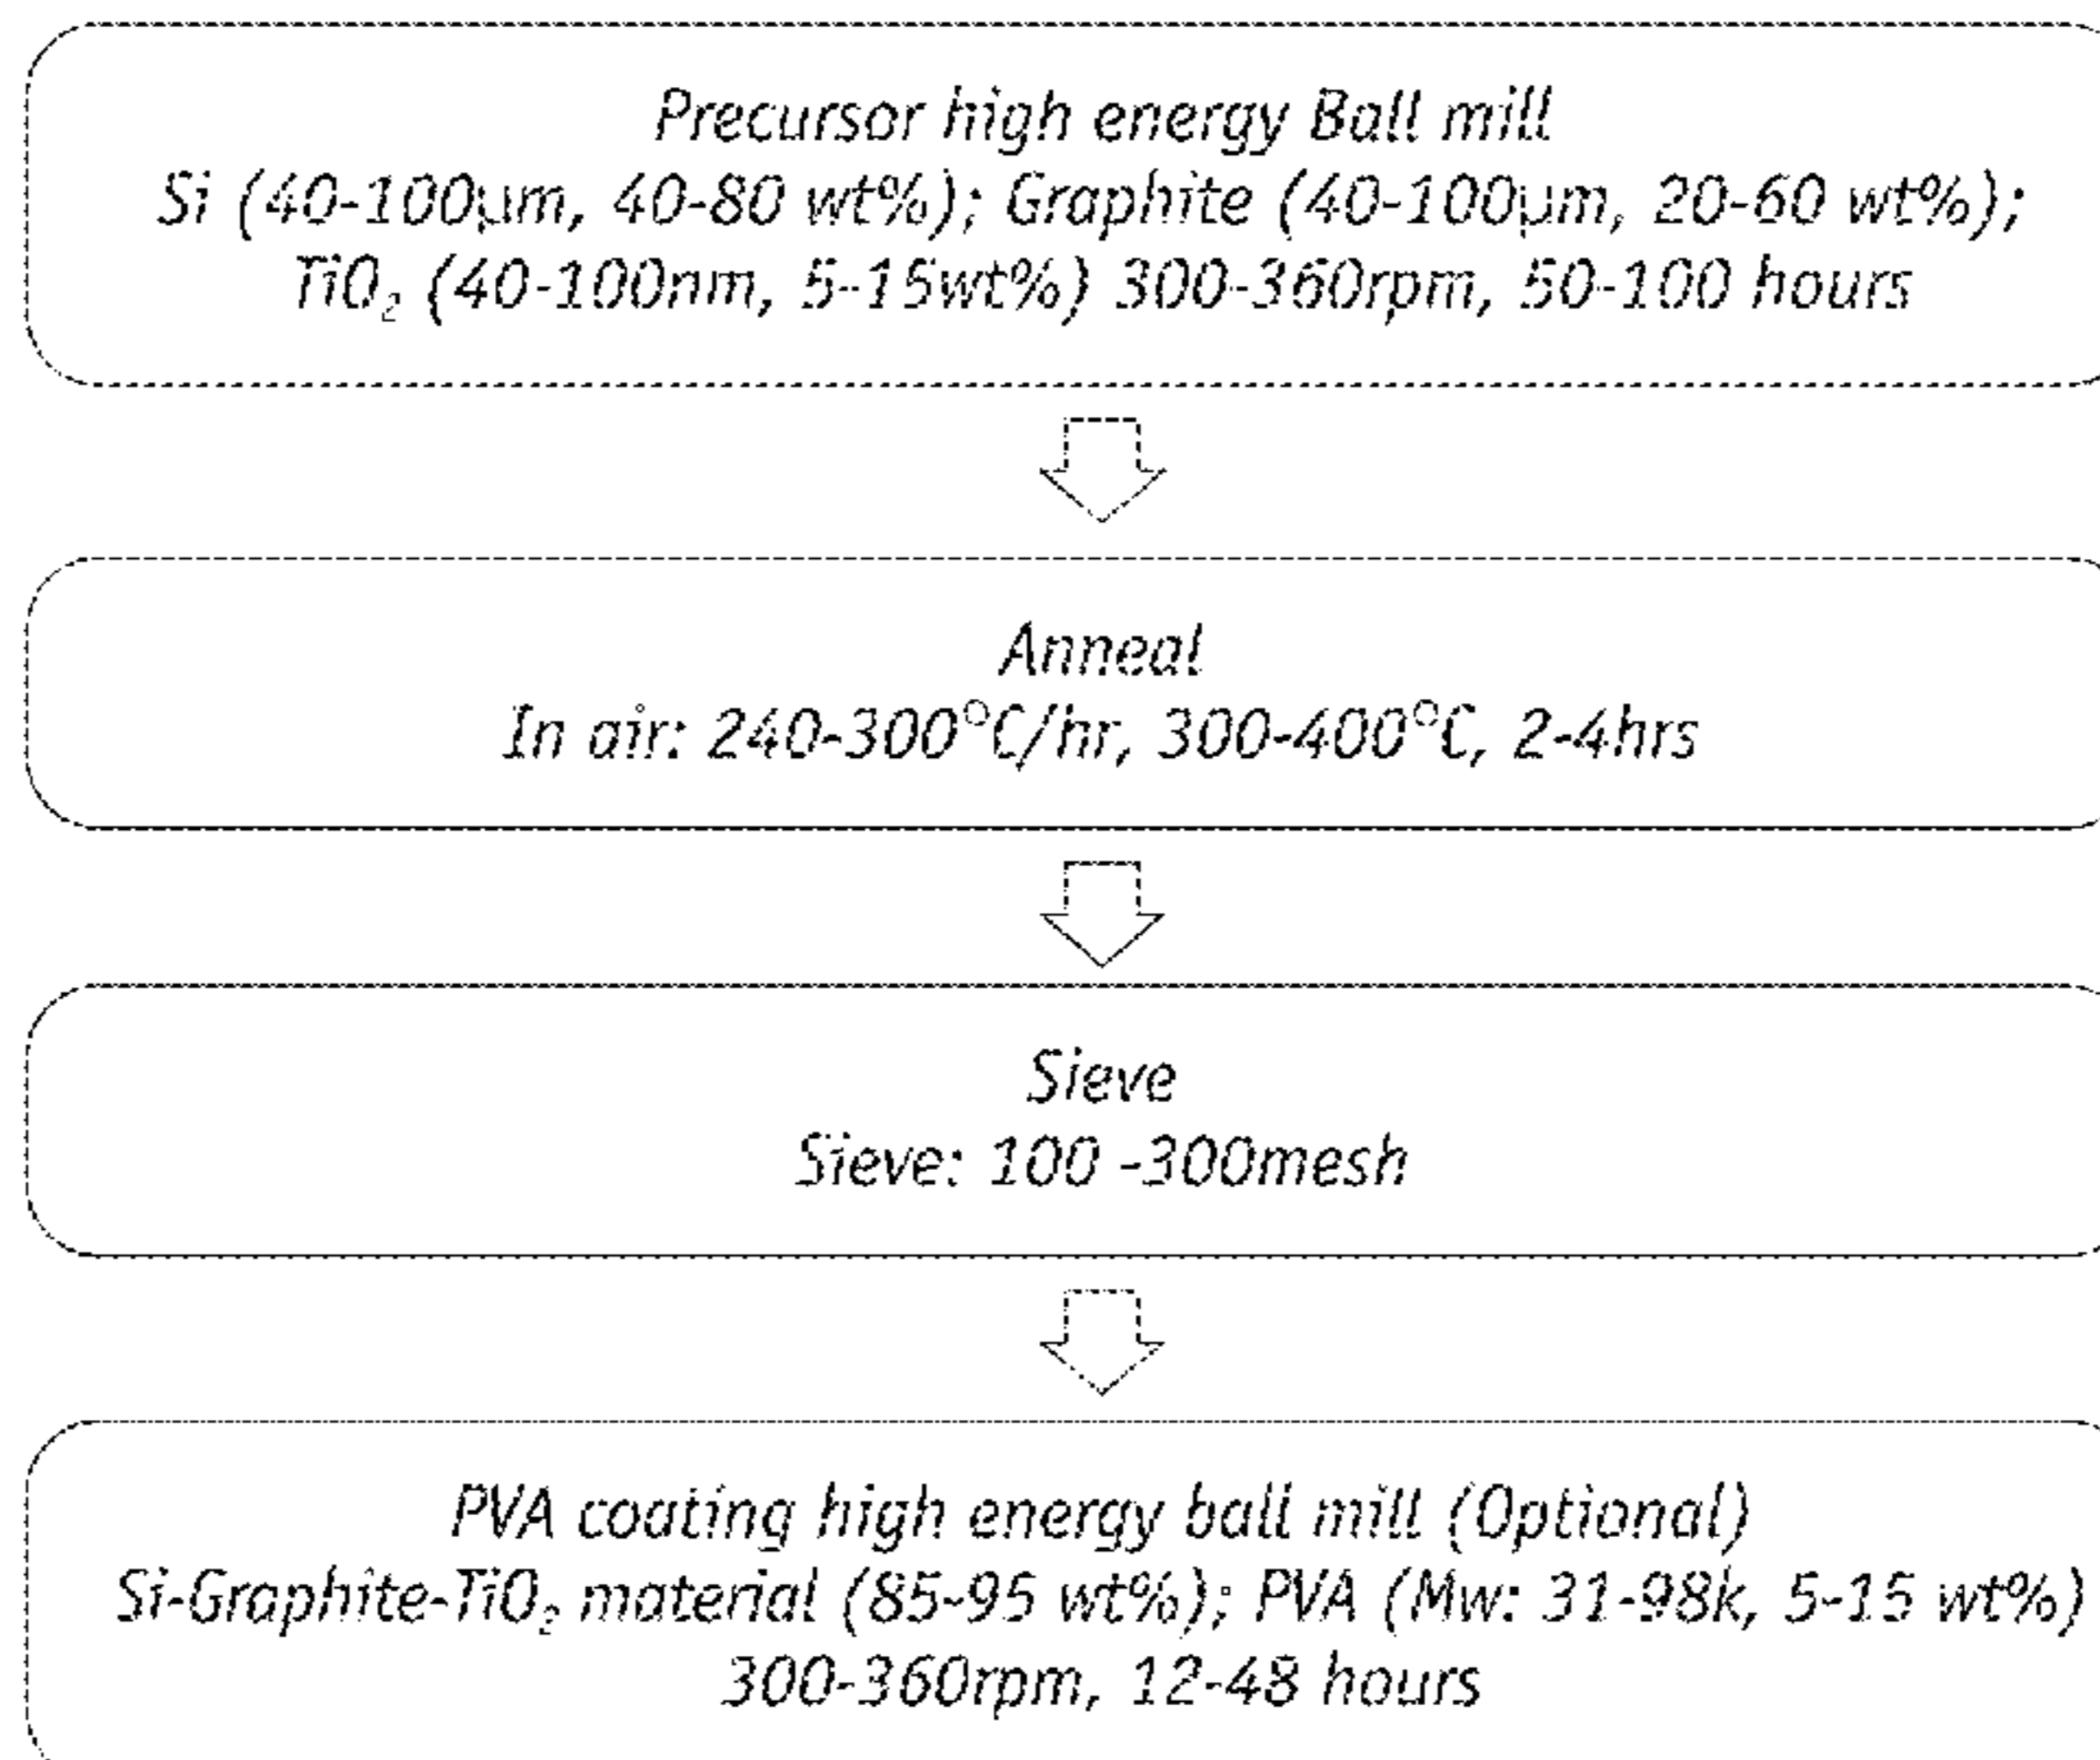 Precursor high energy Ball mill
Si (40-100µm, 40-80 wt%); Graphite (40-100µm, 20-60 wt%);
TiO₂ (40-100nm, 5-15wt%) 300-360rpm, 50-100 hours
Anneal
In air: 240-300°C/hr, 300-400°C, 2-4hrs
Sieve
Sieve: 100 -300mesh
PVA coating high energy ball mill (Optional)
Si-Graphite-TiO₂ material (85-95 wt%); PVA (Mw: 31-98k, 5-15 wt%)
300-360rpm, 12-48 hours